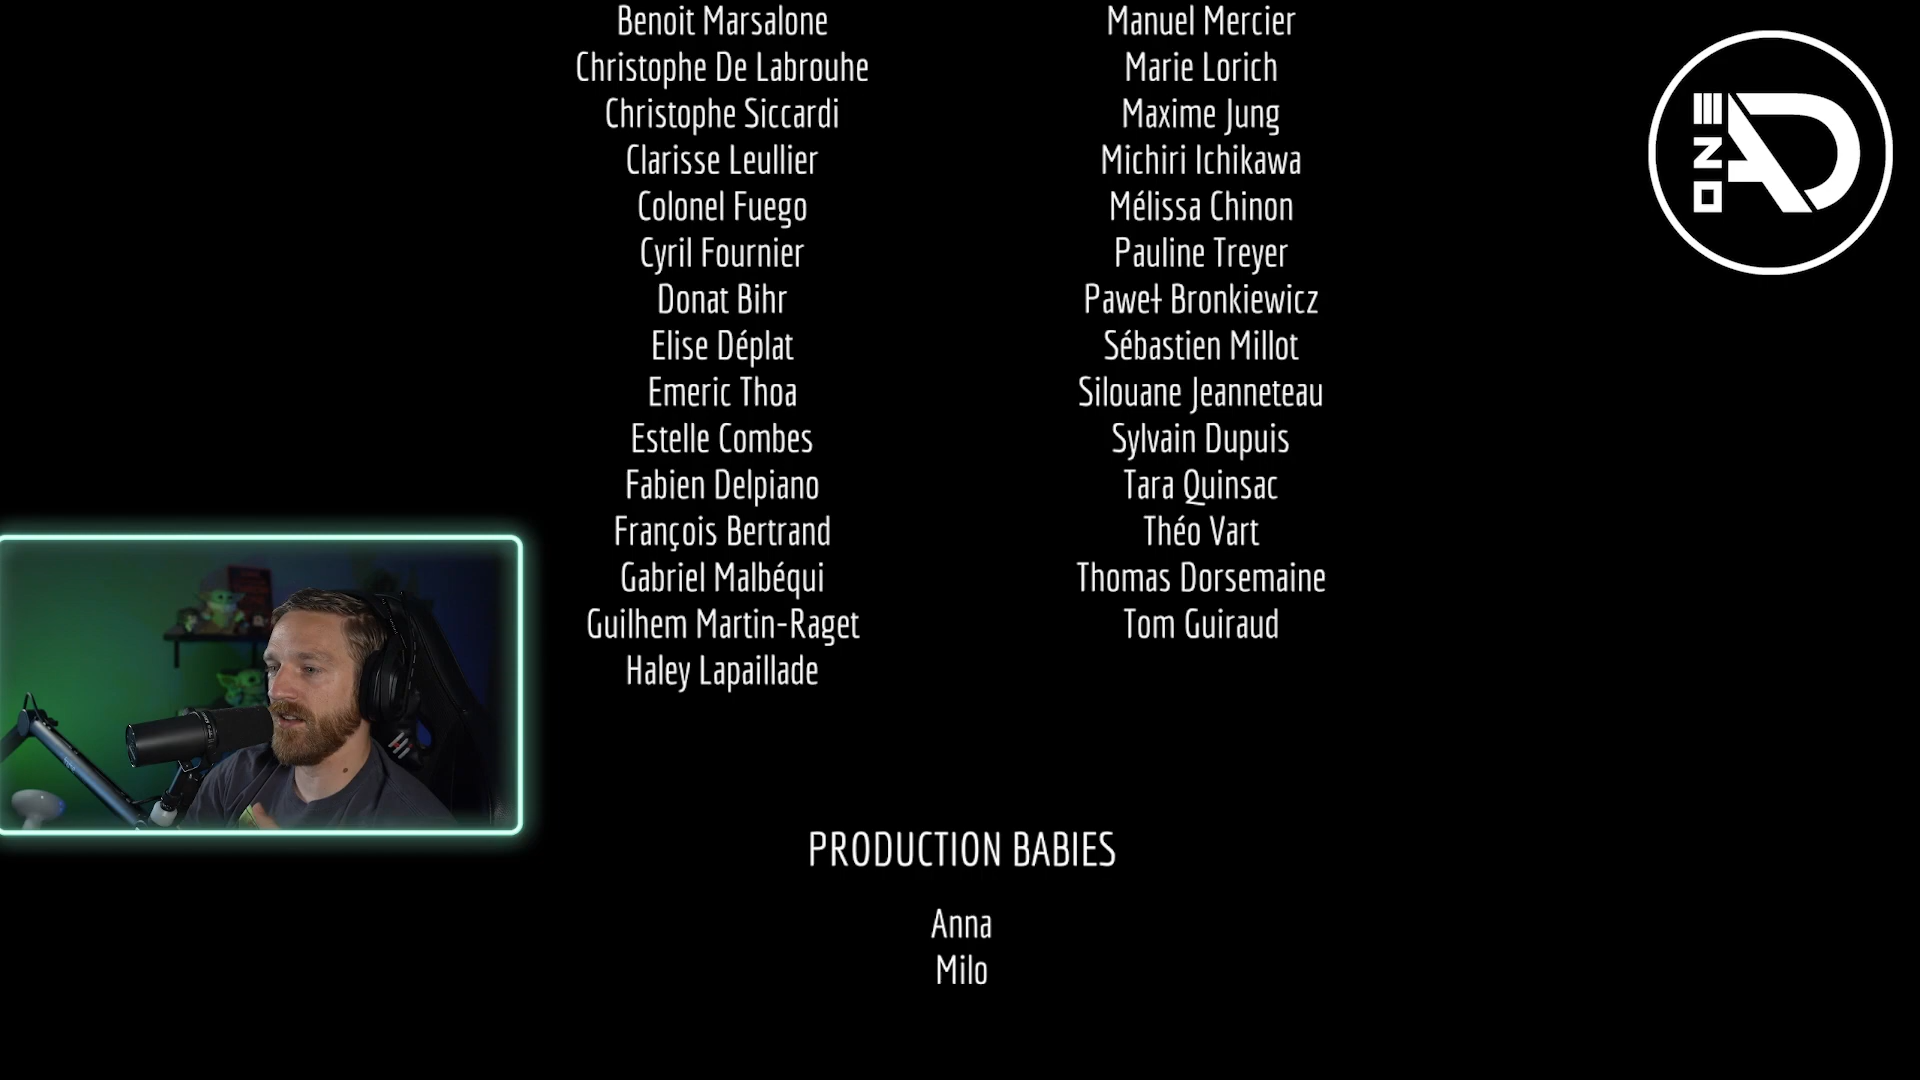 Benoit Marsalone
Christophe De Labrouhe
Christophe Siccardi
Clarisse Leullier
Colonel Fuego
Cyril Fournier
Donat Bihr
Elise Déplat
Emeric Thoa
Estelle Combes
Fabien Delpiano
François Bertrand
Gabriel Malbéqui
Guilhem Martin-Raget
Haley Lapaillade
Manuel Mercier
Marie Lorich
Maxime Jung
Michiri Ichikawa
Mélissa Chinon
Pauline Treyer
Paweł Bronkiewicz
Sébastien Millot
Silouane Jeanneteau
Sylvain Dupuis
Tara Quinsac
Théo Vart
Thomas Dorsemaine
Tom Guiraud
PRODUCTION BABIES
Anna
Milo
ONE
AD